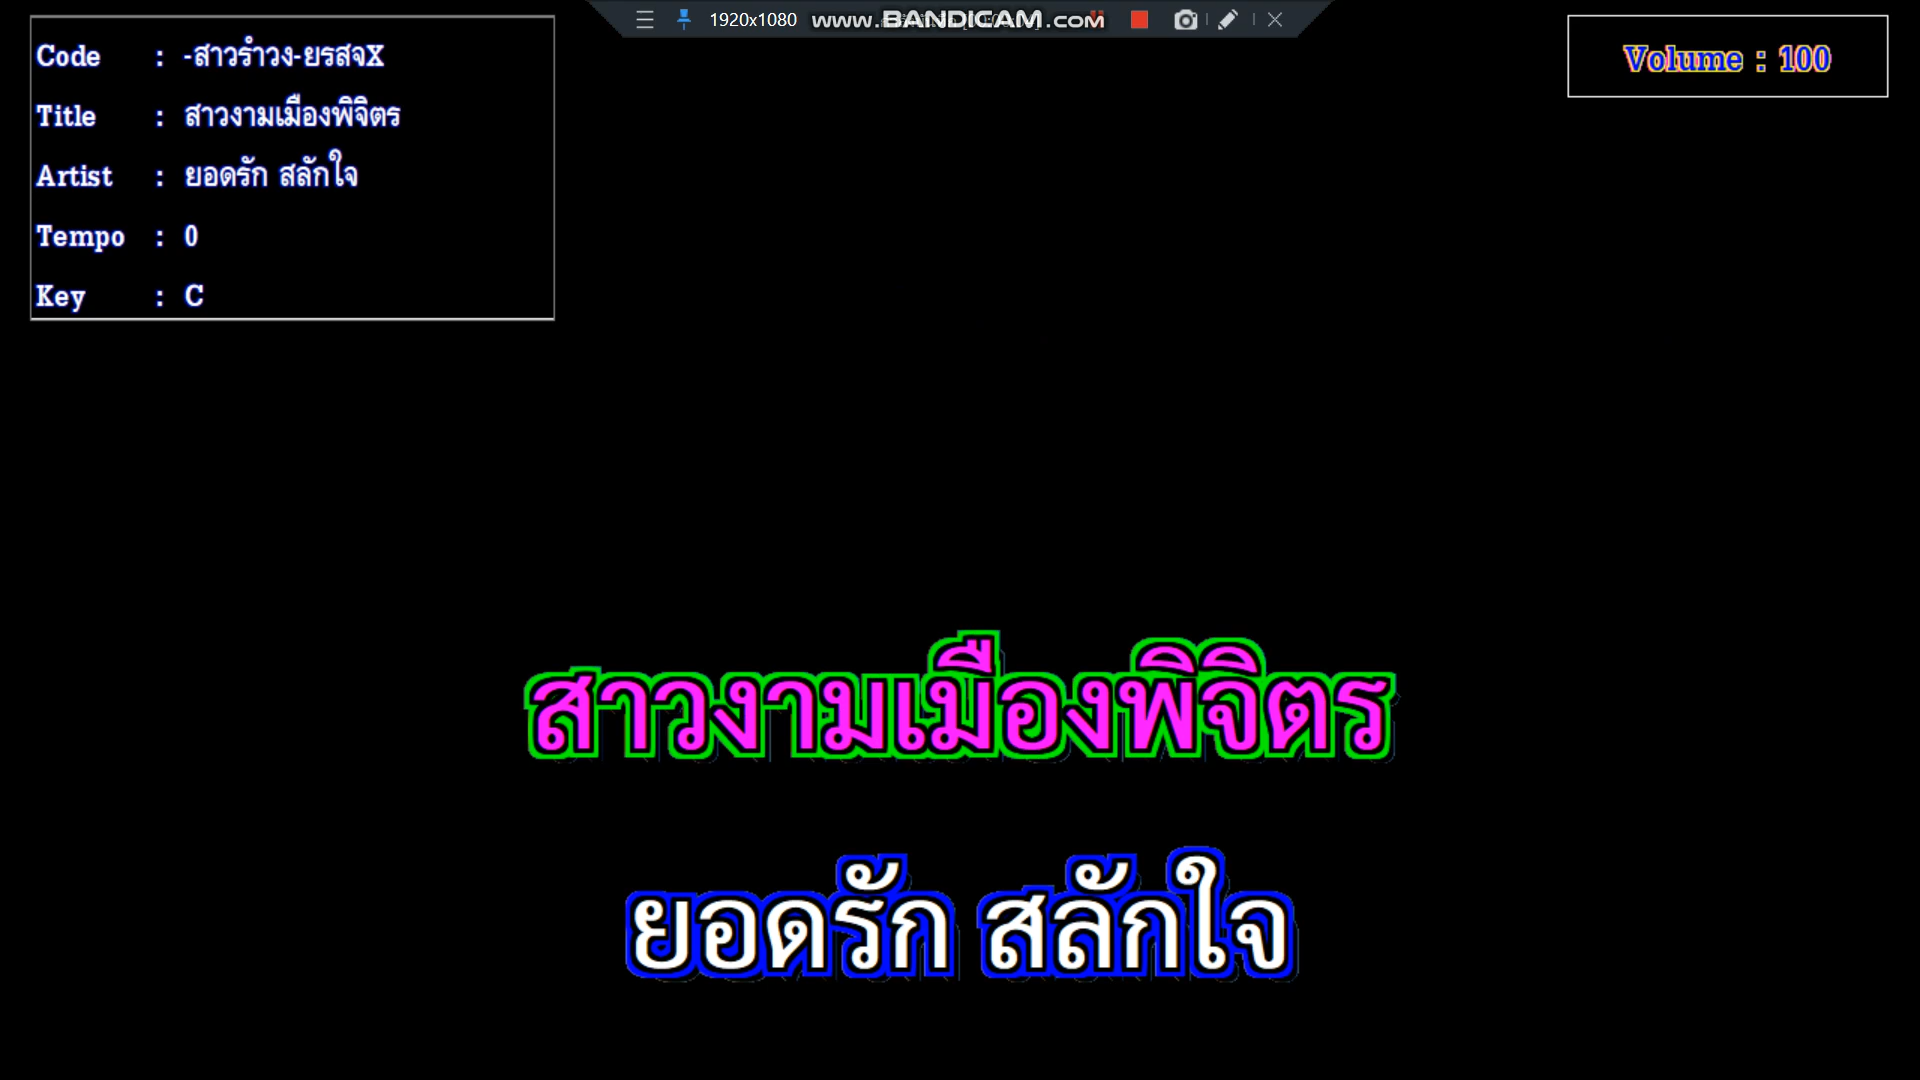 1920x1080 www.BANDICAM.com
Code : -สาวรำวง-ยรสจX
Title : สาวงามเมืองพิจิตร
Artist : ยอดรัก สลักใจ
Tempo : 0
Key : C
Volume : 100
สาวงามเมืองพิจิตร
ยอดรัก สลักใจ